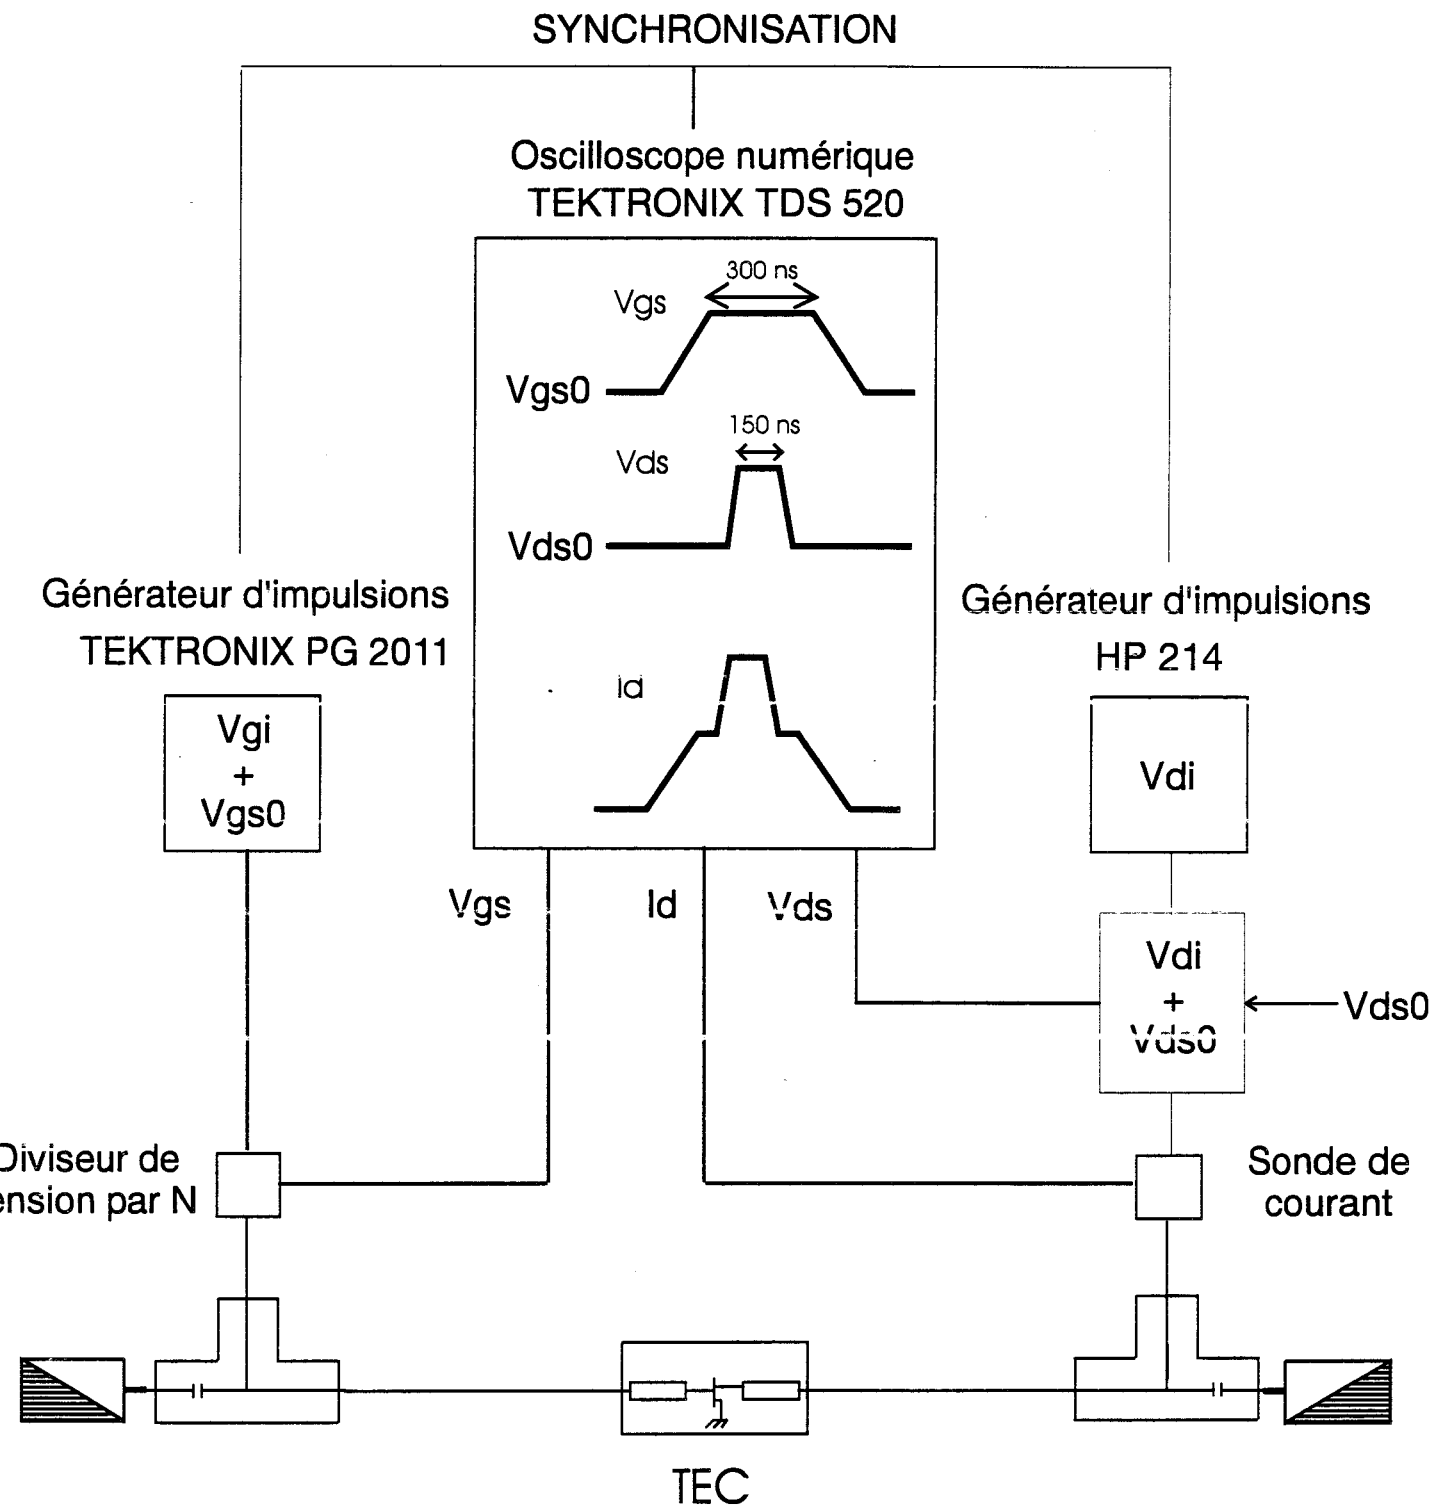 SYNCHRONISATION
Oscilloscope numérique
TEKTRONIX TDS 520
300 ns
Vgs
Vgs0
150 ns
Vds
Vds0
Id
Générateur d'impulsions
TEKTRONIX PG 2011
Vgi
+
Vgs0
Générateur d'impulsions
HP 214
Vdi
Vgs
Id
Vds
Vdi
+
Vds0
Vds0
Diviseur de
ension par N
Sonde de
courant
TEC